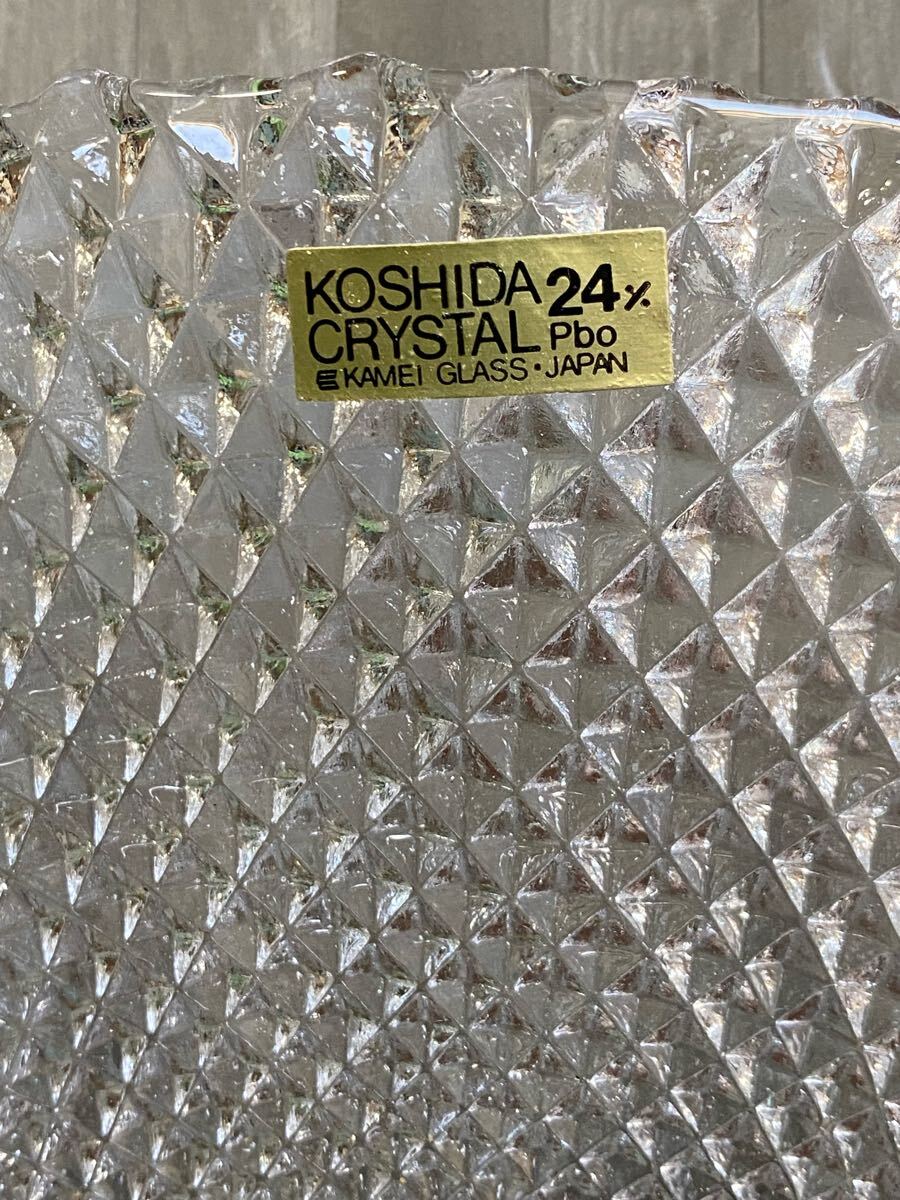 KOSHIDA 24%
CRYSTAL Pbo
KAMEI GLASS・JAPAN